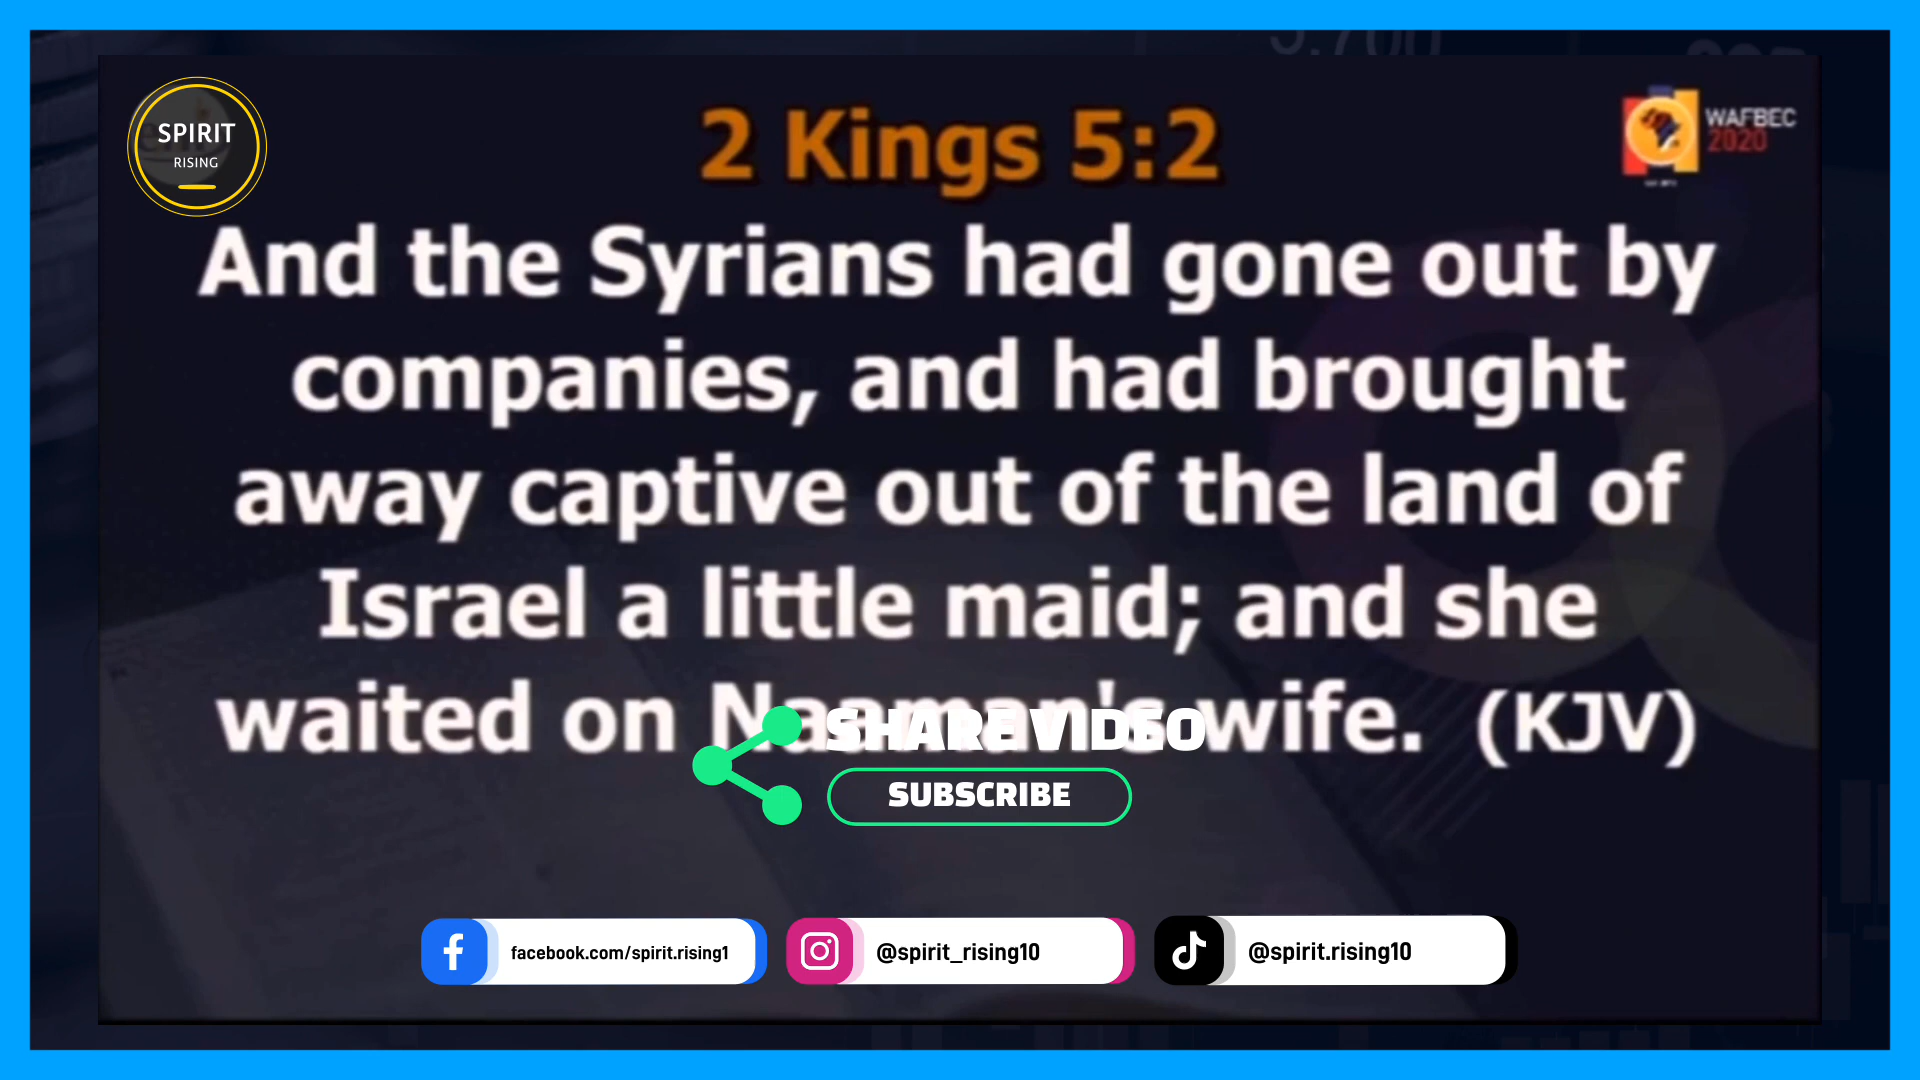 SPIRIT
RISING
WAFBEC
2020
2 Kings 5:2
And the Syrians had gone out by
companies, and had brought
away captive out of the land of
Israel a little maid; and she
waited on Naaman's wife. (KJV)
SHARE VIDEO
SUBSCRIBE
facebook.com/spirit.rising1
@spirit_rising10
@spirit.rising10